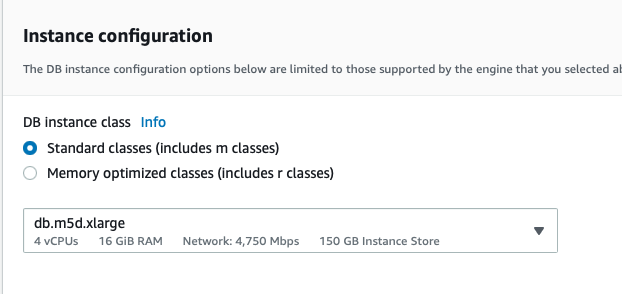 Instance configuration
The DB instance configuration options below are limited to those supported by the engine that you selected
DB instance class Info
Standard classes (includes m classes)
Memory optimized classes (includes r classes)
db.m5d.xlarge
4 vCPUs 16 GiB RAM Network: 4,750 Mbps 150 GB Instance Store